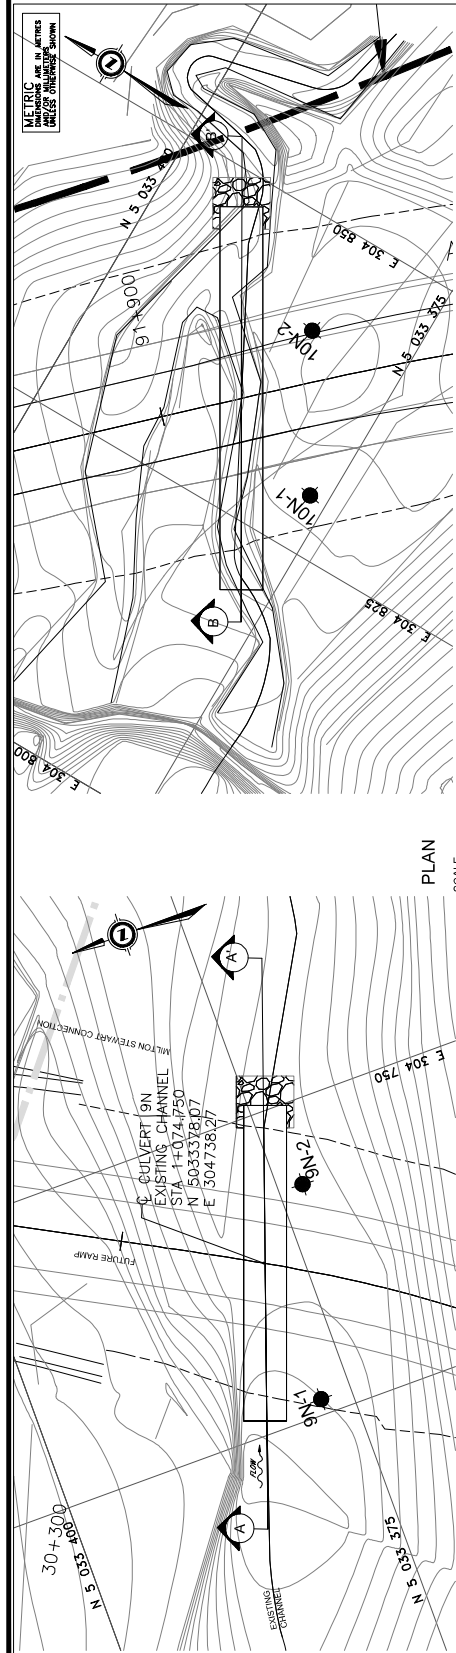 METRIC
DIMENSIONS ARE IN METRES
AND/OR MILLIMETERS
UNLESS OTHERWISE SHOWN
N
B'
N 5 033 400
91+900
E 304 850
10N-2
N 5 033 375
10N-1
B
E 304 825
E 304 800
PLAN
SCALE
N
A'
MILTON STEWART CONNECTION
E 304 750
℄ CULVERT 9N
EXISTING CHANNEL
STA 1+074.750
N 5033378.07
E 304738.27
9N-2
FUTURE RAMP
9N-1
FLOW
A
30+300
N 5 033 400
N 5 033 375
EXISTING
CHANNEL